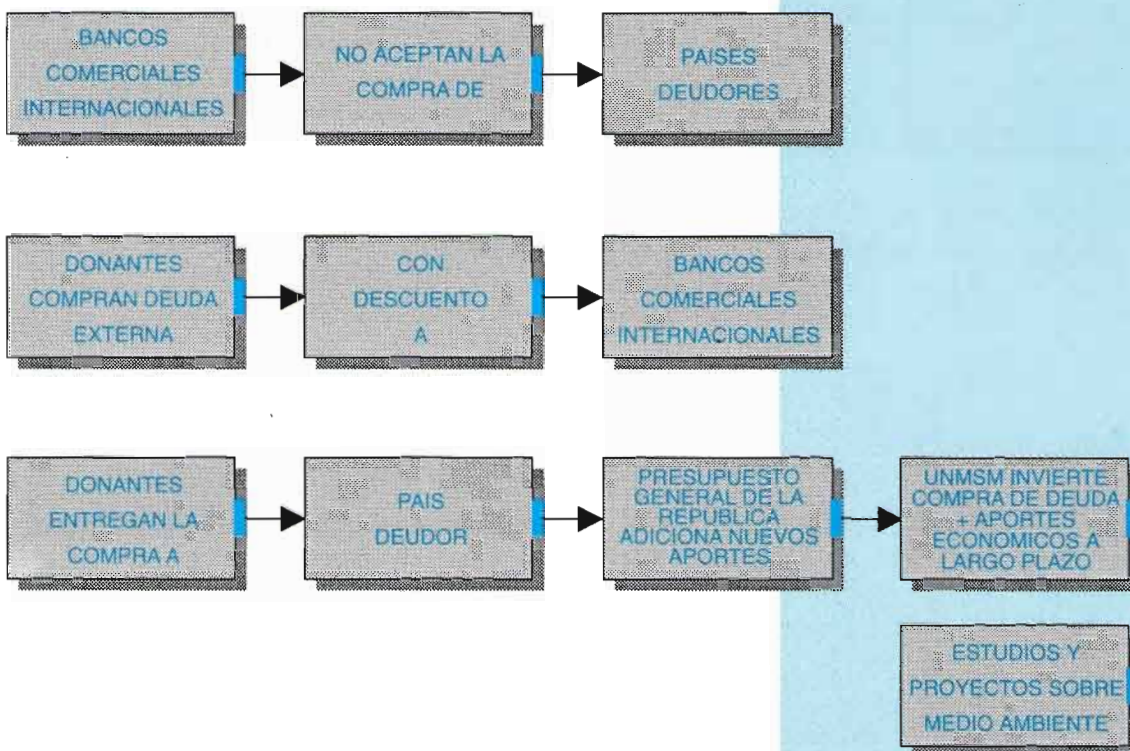 BANCOS
COMERCIALES
INTERNACIONALES
NO ACEPTAN LA
COMPRA DE
PAISES
DEUDORES
DONANTES
COMPRAN DEUDA
EXTERNA
CON
DESCUENTO
A
BANCOS
COMERCIALES
INTERNACIONALES
DONANTES
ENTREGAN LA
COMPRA A
PAIS
DEUDOR
PRESUPUESTO
GENERAL DE LA
REPUBLICA
ADICIONA NUEVOS
APORTES
UNMSM INVIERTE
COMPRA DE DEUDA
+ APORTES
ECONOMICOS A
LARGO PLAZO
ESTUDIOS Y
PROYECTOS SOBRE
MEDIO AMBIENTE